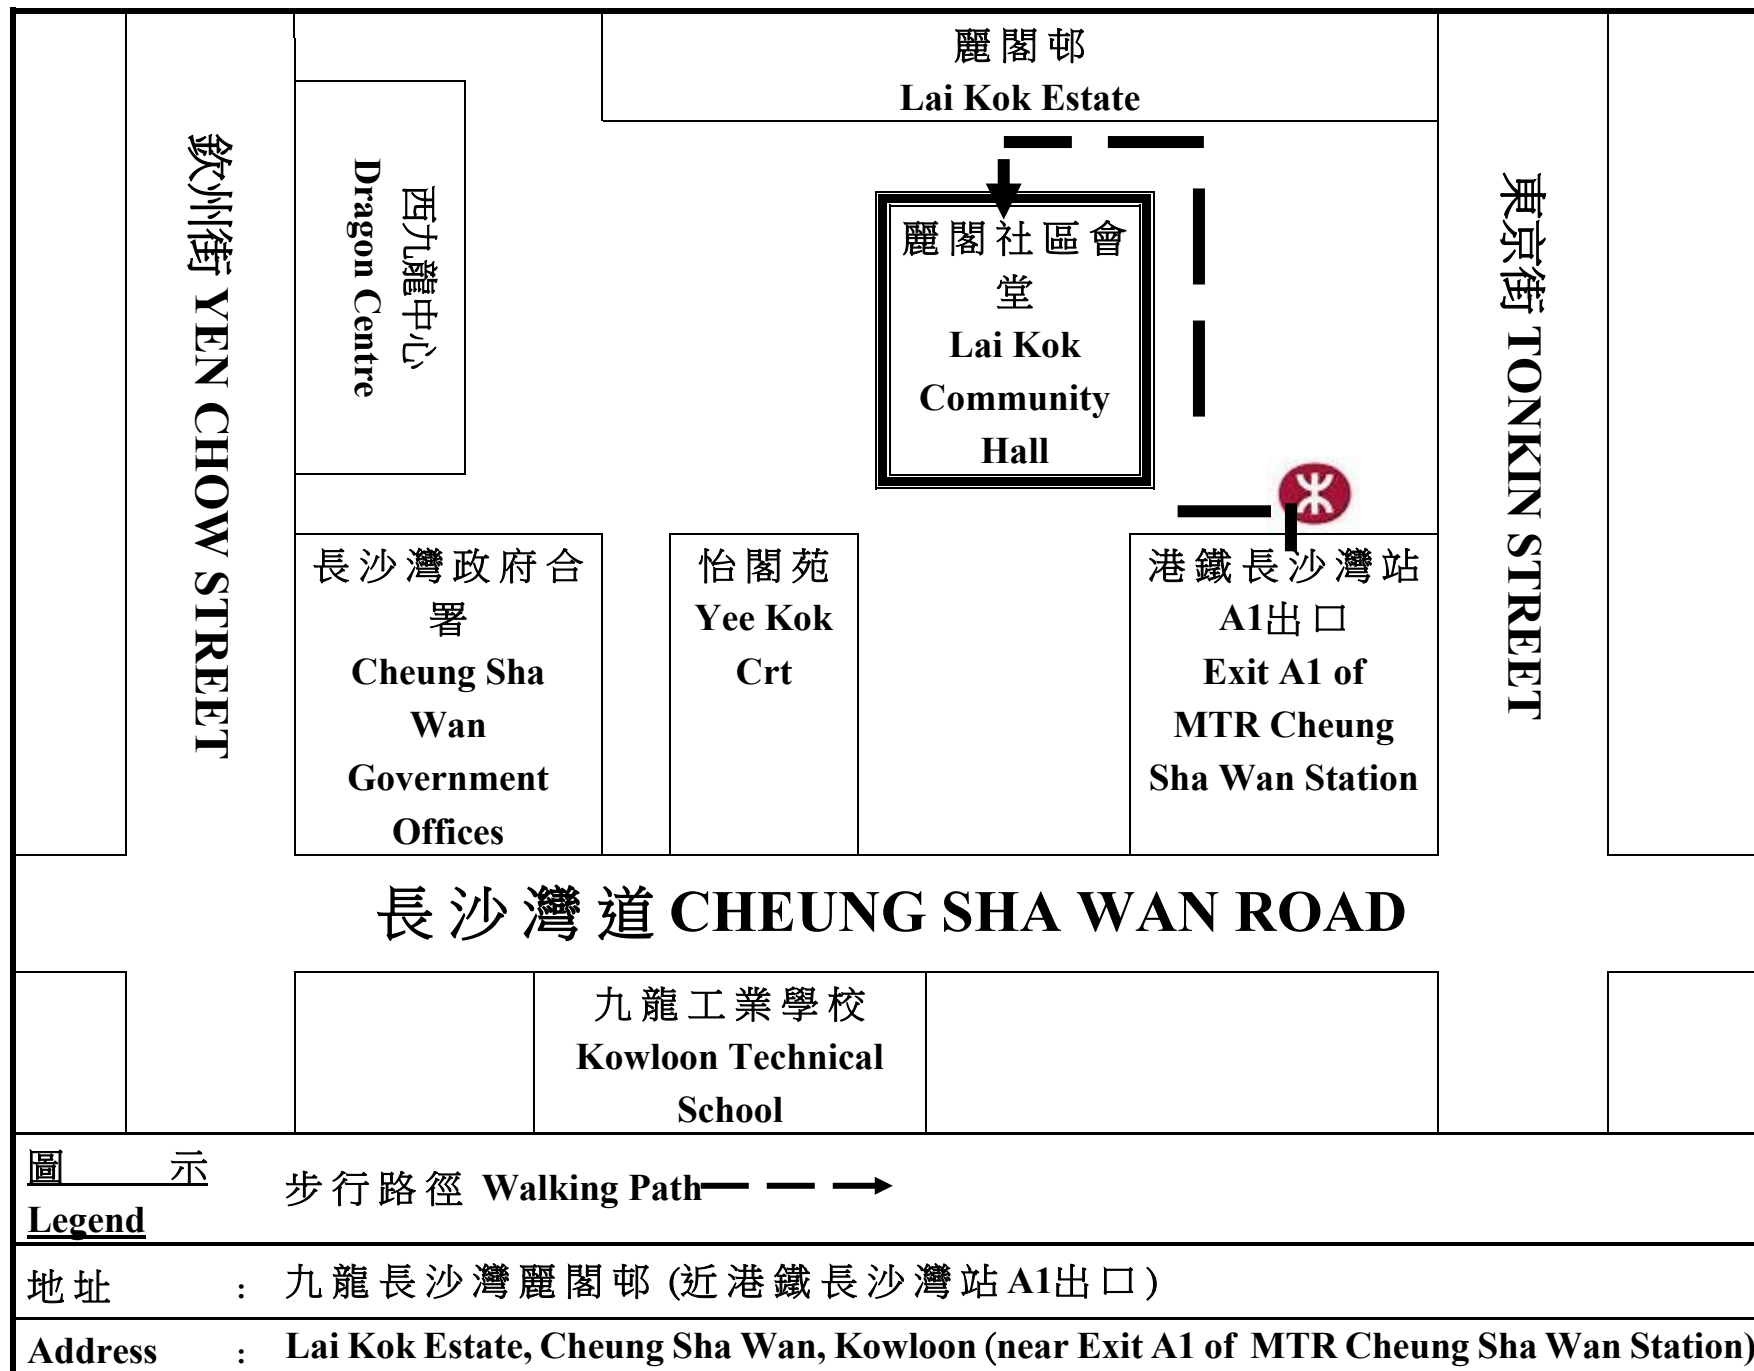 麗閣邨
Lai Kok Estate
欽州街 YEN CHOW STREET
西九龍中心
Dragon Centre
麗閣社區會
堂
Lai Kok
Community
Hall
東京街 TONKIN STREET
長沙灣政府合
署
Cheung Sha
Wan
Government
Offices
怡閣苑
Yee Kok
Crt
港鐵長沙灣站
A1出口
Exit A1 of
MTR Cheung
Sha Wan Station
長沙灣道 CHEUNG SHA WAN ROAD
九龍工業學校
Kowloon Technical
School
圖 示
Legend
步行路徑 Walking Path
地址 : 九龍長沙灣麗閣邨 (近港鐵長沙灣站 A1出口)
Address : Lai Kok Estate, Cheung Sha Wan, Kowloon (near Exit A1 of MTR Cheung Sha Wan Station)